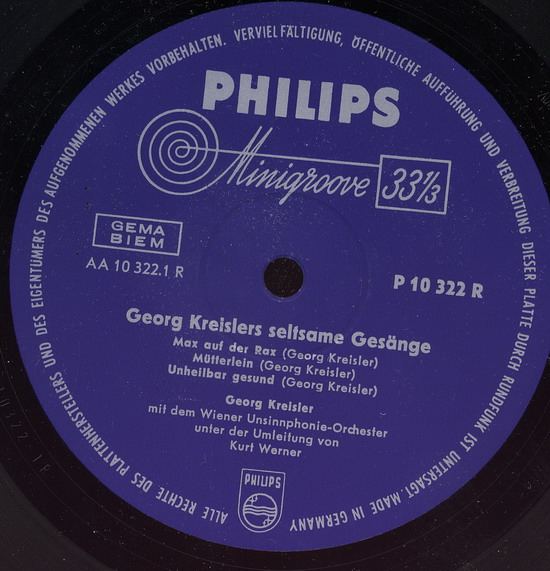 ALLE RECHTE DES PLATTENHERSTELLERS UND DES EIGENTÜMERS DES AUFGENOMMENEN WERKES VORBEHALTEN. VERVIELFÄLTIGUNG, ÖFFENTLICHE AUFFÜHRUNG UND VERBREITUNG DIESER PLATTE DURCH RUNDFUNK IST UNTERSAGT. MADE IN GERMANY
PHILIPS
Minigroove 33⅓
GEMA
BIEM
AA 10 322.1 R
P 10 322 R
Georg Kreislers seltsame Gesänge
Max auf der Rax (Georg Kreisler)
Mütterlein (Georg Kreisler)
Unheilbar gesund (Georg Kreisler)
Georg Kreisler
mit dem Wiener Unsinnphonie-Orchester
unter der Umleitung von
Kurt Werner
PHILIPS